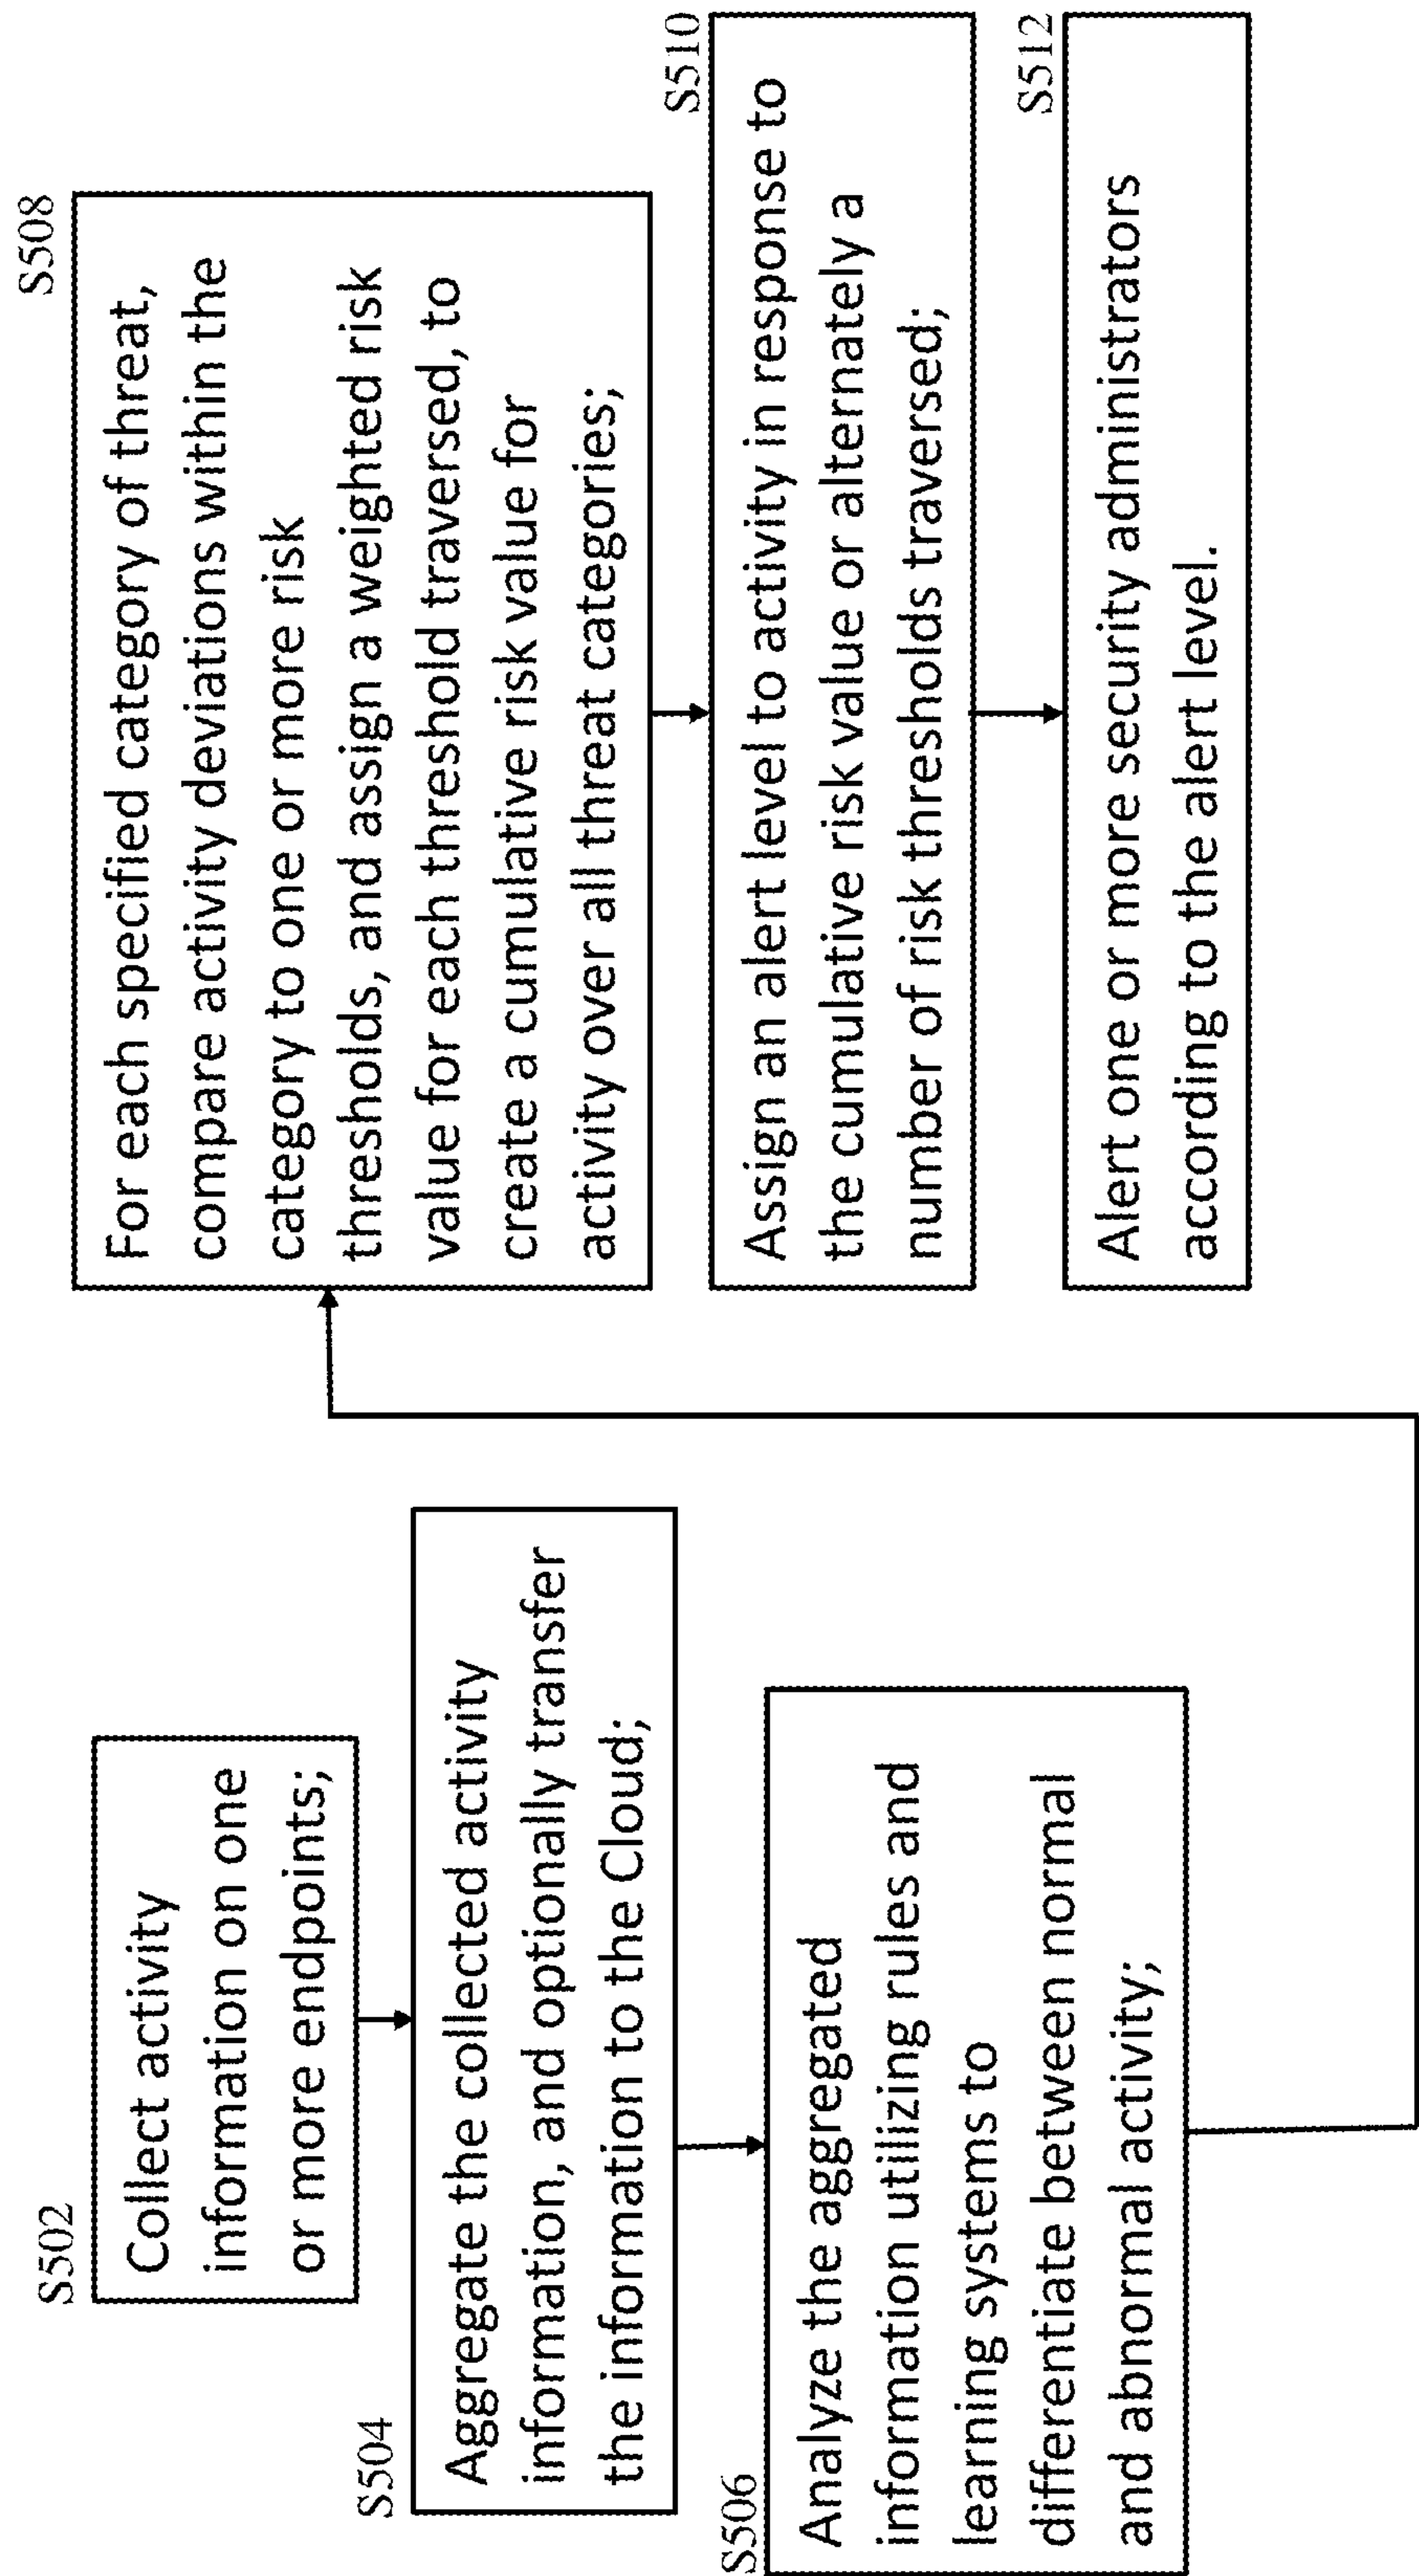 S502
Collect activity
information on one
or more endpoints;
S504
Aggregate the collected activity
information, and optionally transfer
the information to the Cloud;
S506
Analyze the aggregated
information utilizing rules and
learning systems to
differentiate between normal
and abnormal activity;
S508
For each specified category of threat,
compare activity deviations within the
category to one or more risk
thresholds, and assign a weighted risk
value for each threshold traversed, to
create a cumulative risk value for
activity over all threat categories;
S510
Assign an alert level to activity in response to
the cumulative risk value or alternately a
number of risk thresholds traversed;
S512
Alert one or more security administrators
according to the alert level.